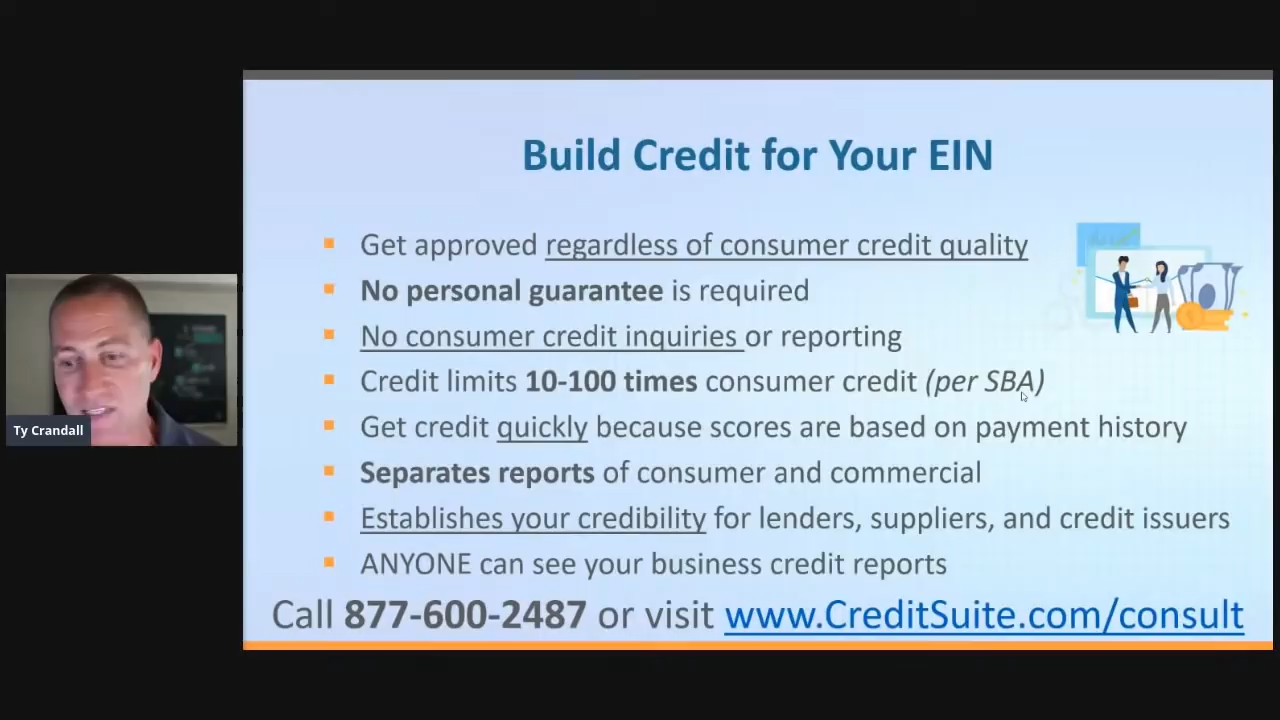 Build Credit for Your EIN
Get approved regardless of consumer credit quality
No personal guarantee is required
No consumer credit inquiries or reporting
Credit limits 10-100 times consumer credit (per SBA)
Get credit quickly because scores are based on payment history
Separates reports of consumer and commercial
Establishes your credibility for lenders, suppliers, and credit issuers
ANYONE can see your business credit reports
Call 877-600-2487 or visit www.CreditSuite.com/consult
Ty Crandall